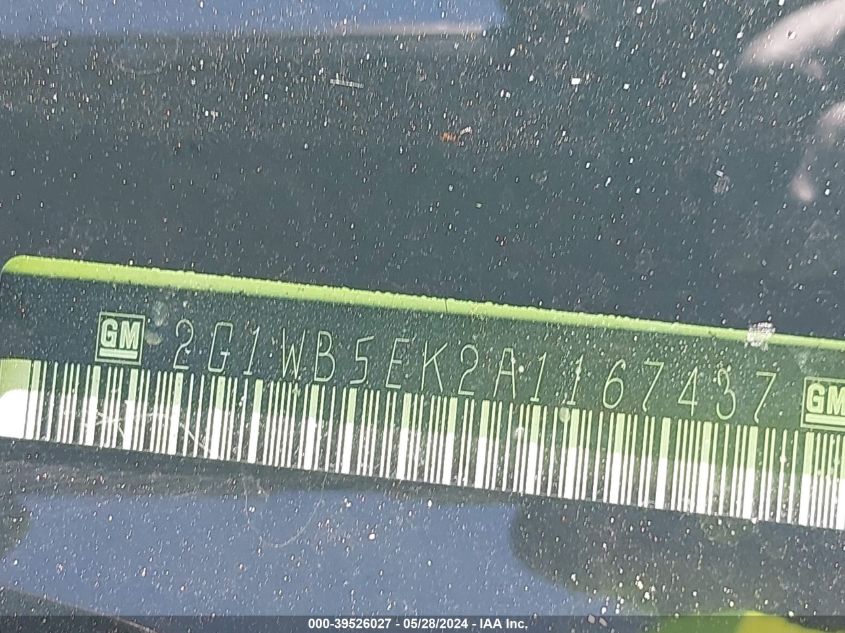 GM 2G1WB5EK2A1167437 GM
000-39526027 - 05/28/2024 - IAA Inc.